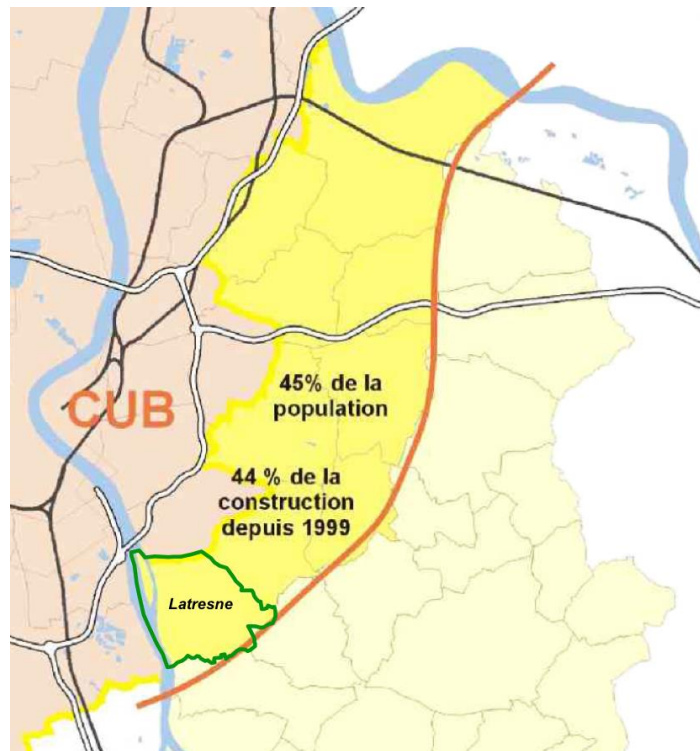 45% de la
population
CUB
44 % de la
construction
depuis 1999
Latresne